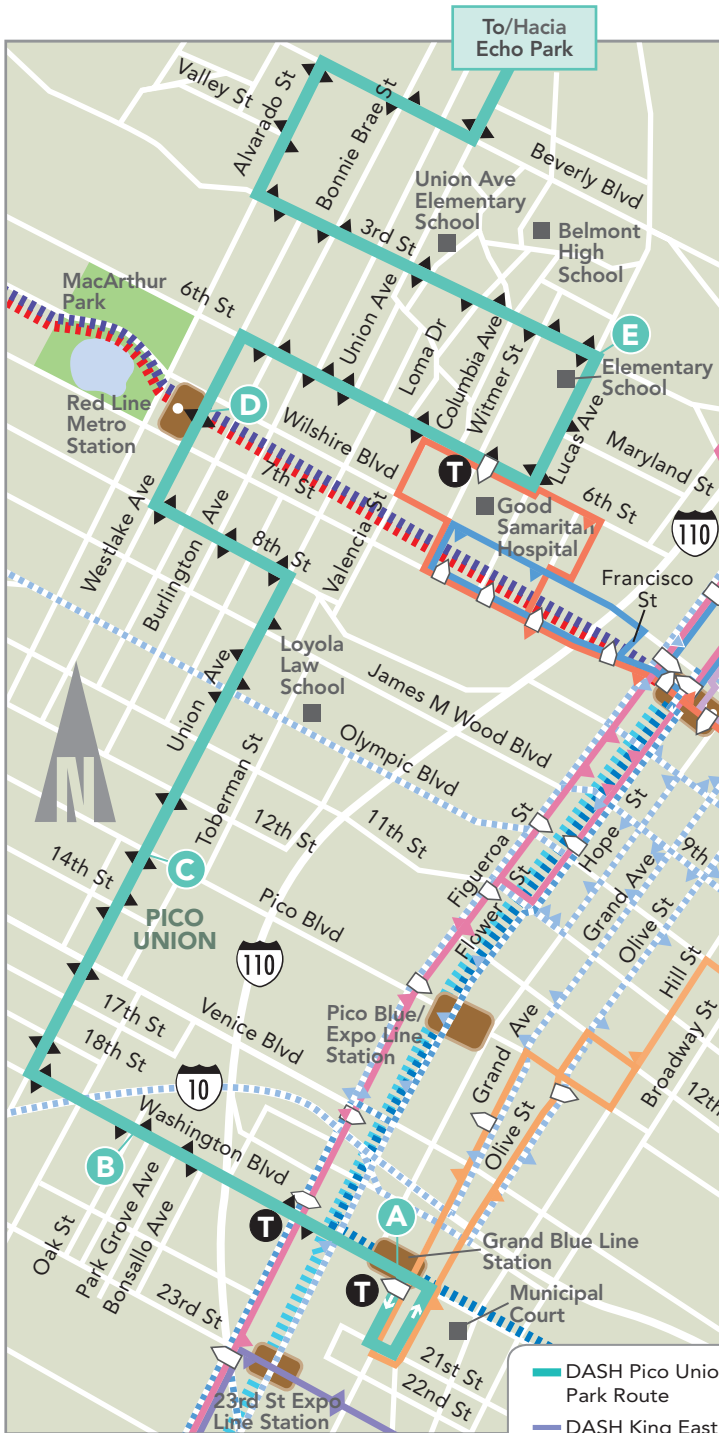 To/Hacia
Echo Park
Valley St
Alvarado St
Bonnie Brae St
Beverly Blvd
Union Ave
Elementary
School
Belmont
High
School
3rd St
MacArthur
Park
6th St
Union Ave
Loma Dr
Columbia Ave
Witmer St
E
Elementary
School
Lucas Ave
Maryland St
Red Line
Metro
Station
D
Wilshire Blvd
T
7th St
6th St
Good
Samaritan
Hospital
110
Westlake Ave
Burlington Ave
8th St
Valencia St
Francisco
St
Loyola
Law
School
James M Wood Blvd
Union Ave
Olympic Blvd
N
Toberman St
12th St
11th St
Figueroa St
Flower St
Hope St
Grand Ave
Olive St
9th
14th St
C
PICO
UNION
Pico Blvd
110
Hill St
Broadway St
17th St
18th St
Venice Blvd
Pico Blue/
Expo Line
Station
Grand Ave
Olive St
12th
10
Washington Blvd
B
Oak St
Park Grove Ave
Bonsallo Ave
T
A
Grand Blue Line
Station
T
Municipal
Court
23rd St
21st St
22nd St
23rd St Expo
Line Station
DASH Pico Unio
Park Route
DASH King East